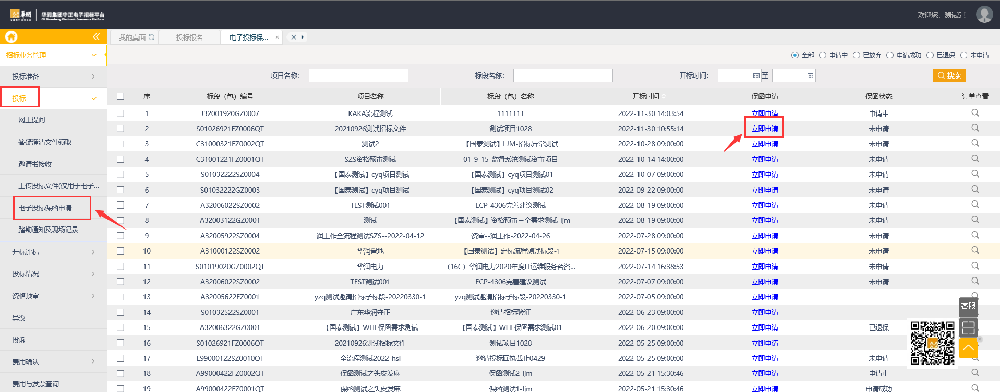 华润 华润集团守正电子招标平台
CR Shouzheng Electronic Commerce Platform
欢迎您，测试5！
我的桌面 投标报名 电子投标保...
招标业务管理
投标准备
投标
网上提问
答疑澄清文件领取
邀请书接收
上传投标文件(仅用于电子...
电子投标保函申请
踏勘通知及现场记录
开标评标
投标情况
资格预审
异议
投诉
费用确认
费用与发票查询
全部 申请中 已放弃 申请成功 已退保 未申请
项目名称： 标段名称： 开标时间： 至 搜索
序 标段（包）编号 项目名称 标段（包）名称 开标时间 保函申请 保函状态 订单查看
1 J32001920GZ0007 KAKA流程测试 1111111 2022-11-30 14:03:54 立即申请 申请中
2 S01026921FZ0006QT 20210926测试招标文件 测试项目1028 2022-11-30 10:55:14 立即申请 未申请
3 C31000321FZ0002QT 测试2 【国泰测试】LJM-招标异常测试 2022-10-28 09:00:00 立即申请 未申请
4 C31001221FZ0001QT SZS资格预审测试 01-9-15-监督系统测试资审项目 2022-10-14 14:00:00 立即申请 未申请
5 S01032222SZ0004 【国泰测试】cyq项目测试 【国泰测试】cyq项目测试01 2022-10-07 09:00:00 立即申请 未申请
6 S01032222GZ0003 【国泰测试】cyq项目测试 【国泰测试】cyq项目测试02 2022-09-22 09:00:00 立即申请 未申请
7 A32006022SZ0002 TEST测试001 ECP-4306完善建议测试 2022-08-19 09:00:00 立即申请 未申请
8 A32003122GZ0001 测试 【国泰测试】资格预审三个需求测试-ljm 2022-08-19 09:00:00 立即申请 未申请
9 A32005922SZ0004 润工作全流程测试SZS--2022-04-12 资审--润工作-2022-04-26 2022-07-28 09:00:00 立即申请 未申请
10 A31000122SZ0002 华润置地 【国泰测试】定标流程测试标段-1 2022-07-15 09:00:00 立即申请 未申请
11 S01019020GZ0002QT 华润电力 （16C）华润电力2020年度IT运维服务台资... 2022-07-14 16:38:53 立即申请 未申请
12 A32006022SZ0002 TEST测试001 ECP-4306完善建议测试 2022-07-07 09:00:00 立即申请 未申请
13 A32005622FZ0001 yzq测试邀请招标子标段-20220330-1 yzq测试邀请招标子标段-20220330-1 2022-07-05 09:00:00 立即申请
14 S01032522SZ0001 广东华润守正 邀请招标验证 2022-06-23 09:00:00 立即申请
15 A32006322GZ0001 【国泰测试】WHF保函需求测试 【国泰测试】WHF保函需求测试01 2022-06-20 09:00:00 立即申请 已退保
16 S01026921FZ0006QT 20210926测试招标文件 测试项目1028 2022-05-25 09:00:00 立即申请
17 E99000122SZ0010QT 全流程测试2022-hsl 邀请投标回执截止0429 2022-05-25 09:00:00 立即申请 未申请
18 A99000422FZ0002QT 保函测试之头皮发麻 保函测试2-ljm 2022-05-21 15:30:46 立即申请 申请中
19 A99000422FZ0001QT 保函测试之头皮发麻 保函测试1-ljm 2022-05-21 15:30:46 立即申请 申请成功
客服